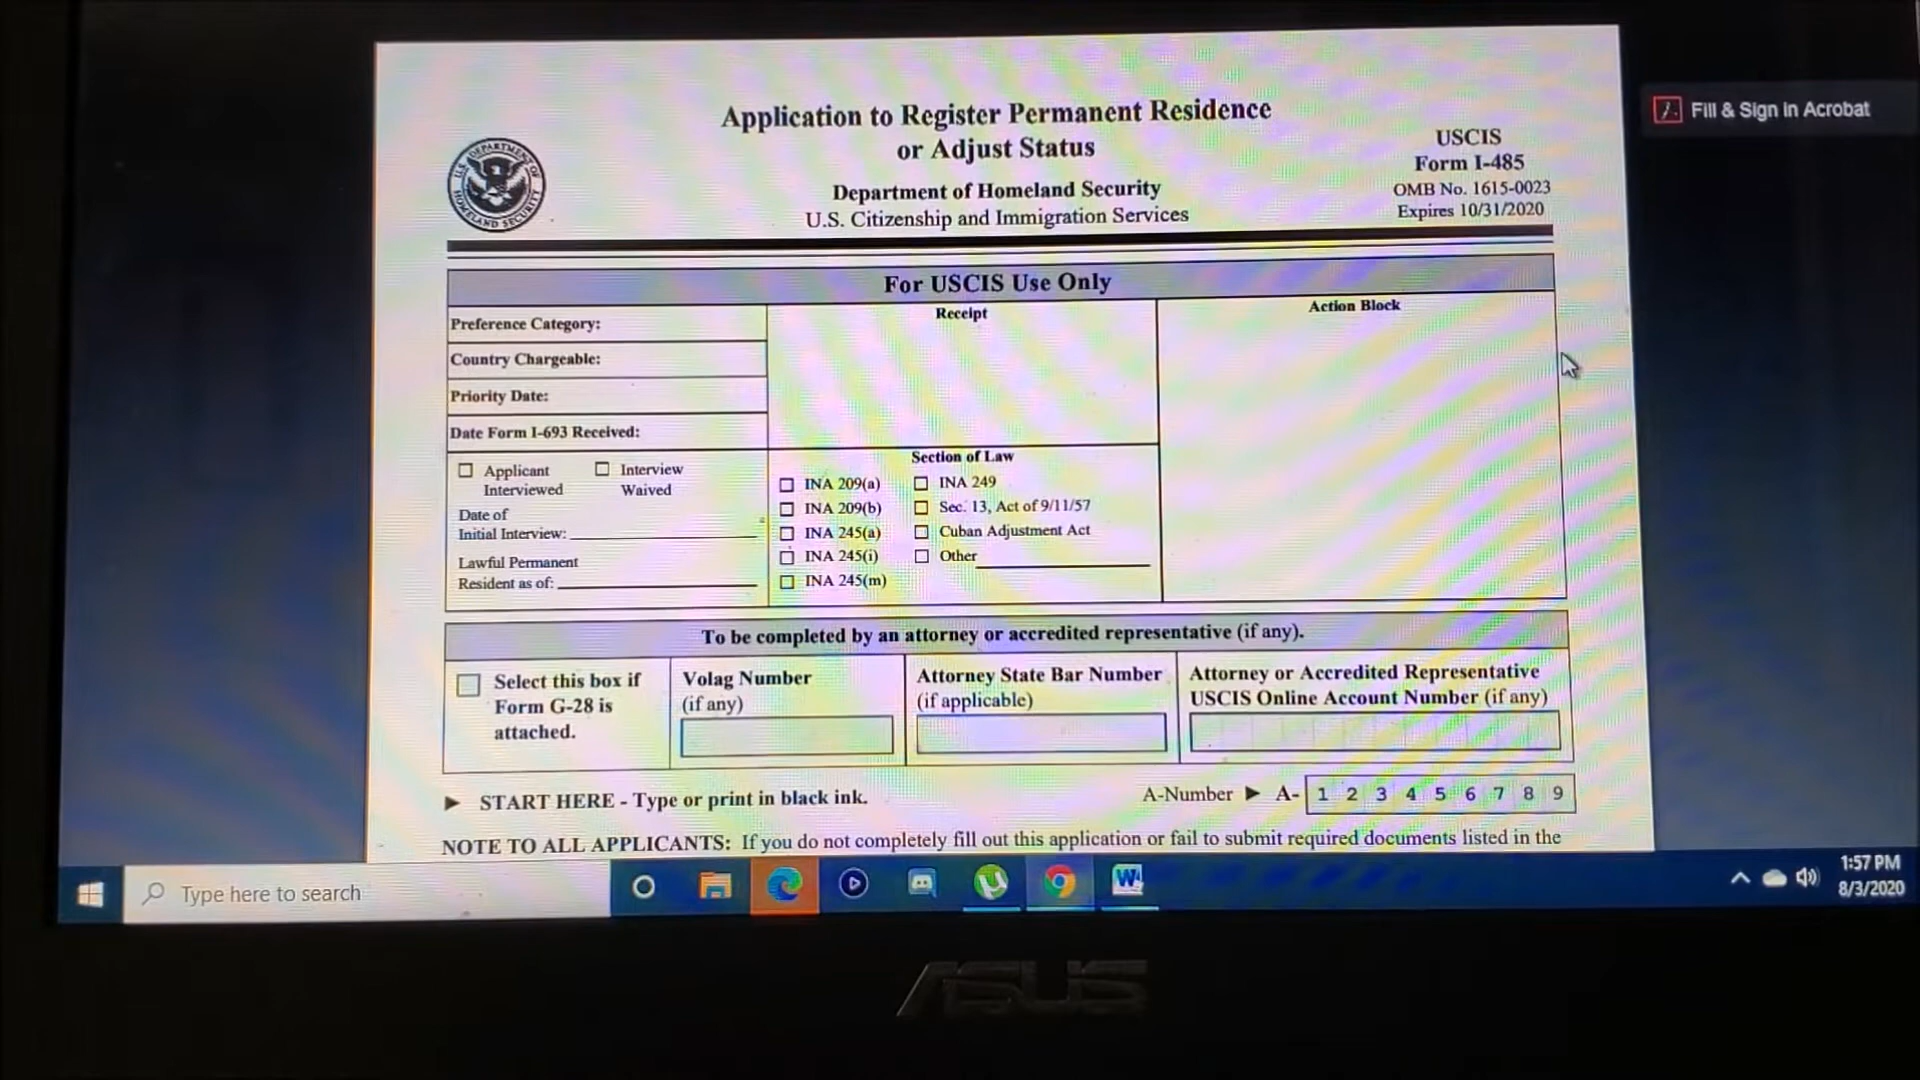 Application to Register Permanent Residence
or Adjust Status
Department of Homeland Security
U.S. Citizenship and Immigration Services
USCIS
Form I-485
OMB No. 1615-0023
Expires 10/31/2020
Fill & Sign in Acrobat
U.S. DEPARTMENT OF HOMELAND SECURITY
For USCIS Use Only
Preference Category:
Country Chargeable:
Priority Date:
Date Form I-693 Received:
Applicant
Interviewed
Interview
Waived
Date of
Initial Interview:
Lawful Permanent
Resident as of:
Receipt
Section of Law
INA 209(a)
INA 209(b)
INA 245(a)
INA 245(i)
INA 245(m)
INA 249
Sec. 13, Act of 9/11/57
Cuban Adjustment Act
Other
Action Block
To be completed by an attorney or accredited representative (if any).
Select this box if
Form G-28 is
attached.
Volag Number
(if any)
Attorney State Bar Number
(if applicable)
Attorney or Accredited Representative
USCIS Online Account Number (if any)
► START HERE - Type or print in black ink.
A-Number ► A- 1 2 3 4 5 6 7 8 9
NOTE TO ALL APPLICANTS: If you do not completely fill out this application or fail to submit required documents listed in the
Type here to search
W
1:57 PM
8/3/2020
ASUS